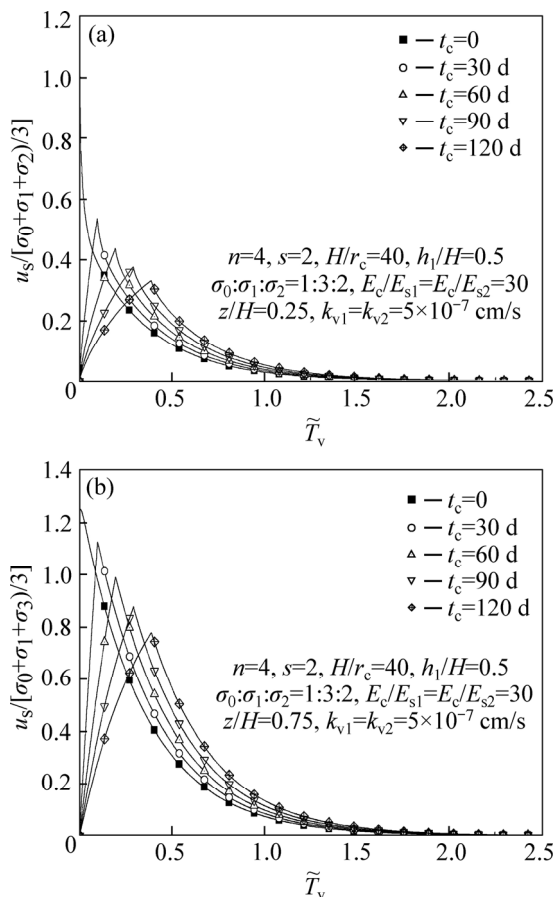 (a)
u_s/[σ_0+σ_1+σ_2)/3]
1.2
1.0
0.8
0.6
0.4
0.2
0
t_c=0
t_c=30 d
t_c=60 d
t_c=90 d
t_c=120 d
n=4, s=2, H/r_c=40, h_1/H=0.5
σ_0:σ_1:σ_2=1:3:2, E_c/E_s1=E_c/E_s2=30
z/H=0.25, k_v1=k_v2=5×10^-7 cm/s
0.5 1.0 1.5 2.0 2.5
T̃_v
(b)
u_s/[σ_0+σ_1+σ_3)/3]
1.4
1.2
1.0
0.8
0.6
0.4
0.2
0
t_c=0
t_c=30 d
t_c=60 d
t_c=90 d
t_c=120 d
n=4, s=2, H/r_c=40, h_1/H=0.5
σ_0:σ_1:σ_2=1:3:2, E_c/E_s1=E_c/E_s2=30
z/H=0.75, k_v1=k_v2=5×10^-7 cm/s
0.5 1.0 1.5 2.0 2.5
T̃_v